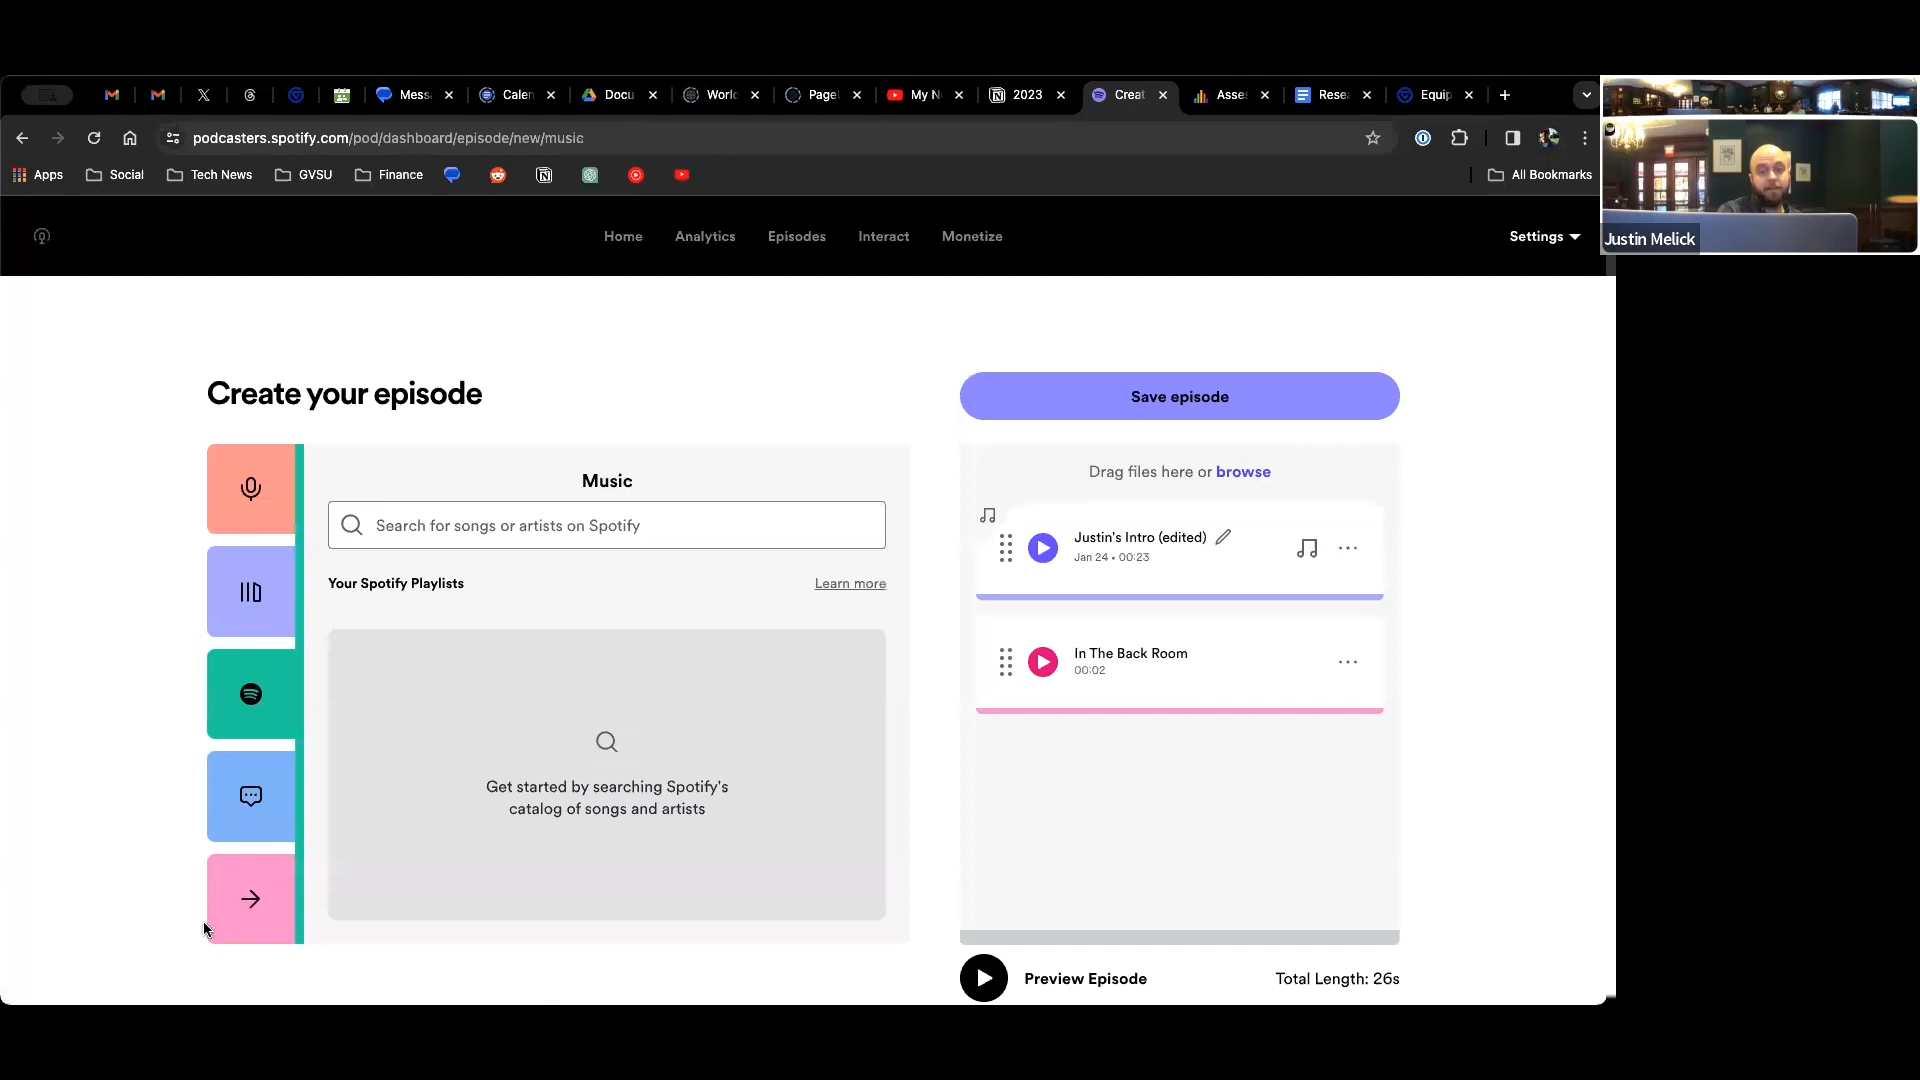 Mess
Calen
Docu
World
Page
My N
2023
Creat
Asse
Rese
Equip
podcasters.spotify.com/pod/dashboard/episode/new/music
Apps
Social
Tech News
GVSU
Finance
All Bookmarks
Home
Analytics
Episodes
Interact
Monetize
Settings
Justin Melick
Create your episode
Save episode
Music
Search for songs or artists on Spotify
Your Spotify Playlists
Learn more
Get started by searching Spotify's
catalog of songs and artists
Drag files here or browse
Justin's Intro (edited)
Jan 24 • 00:23
In The Back Room
00:02
Preview Episode
Total Length: 26s